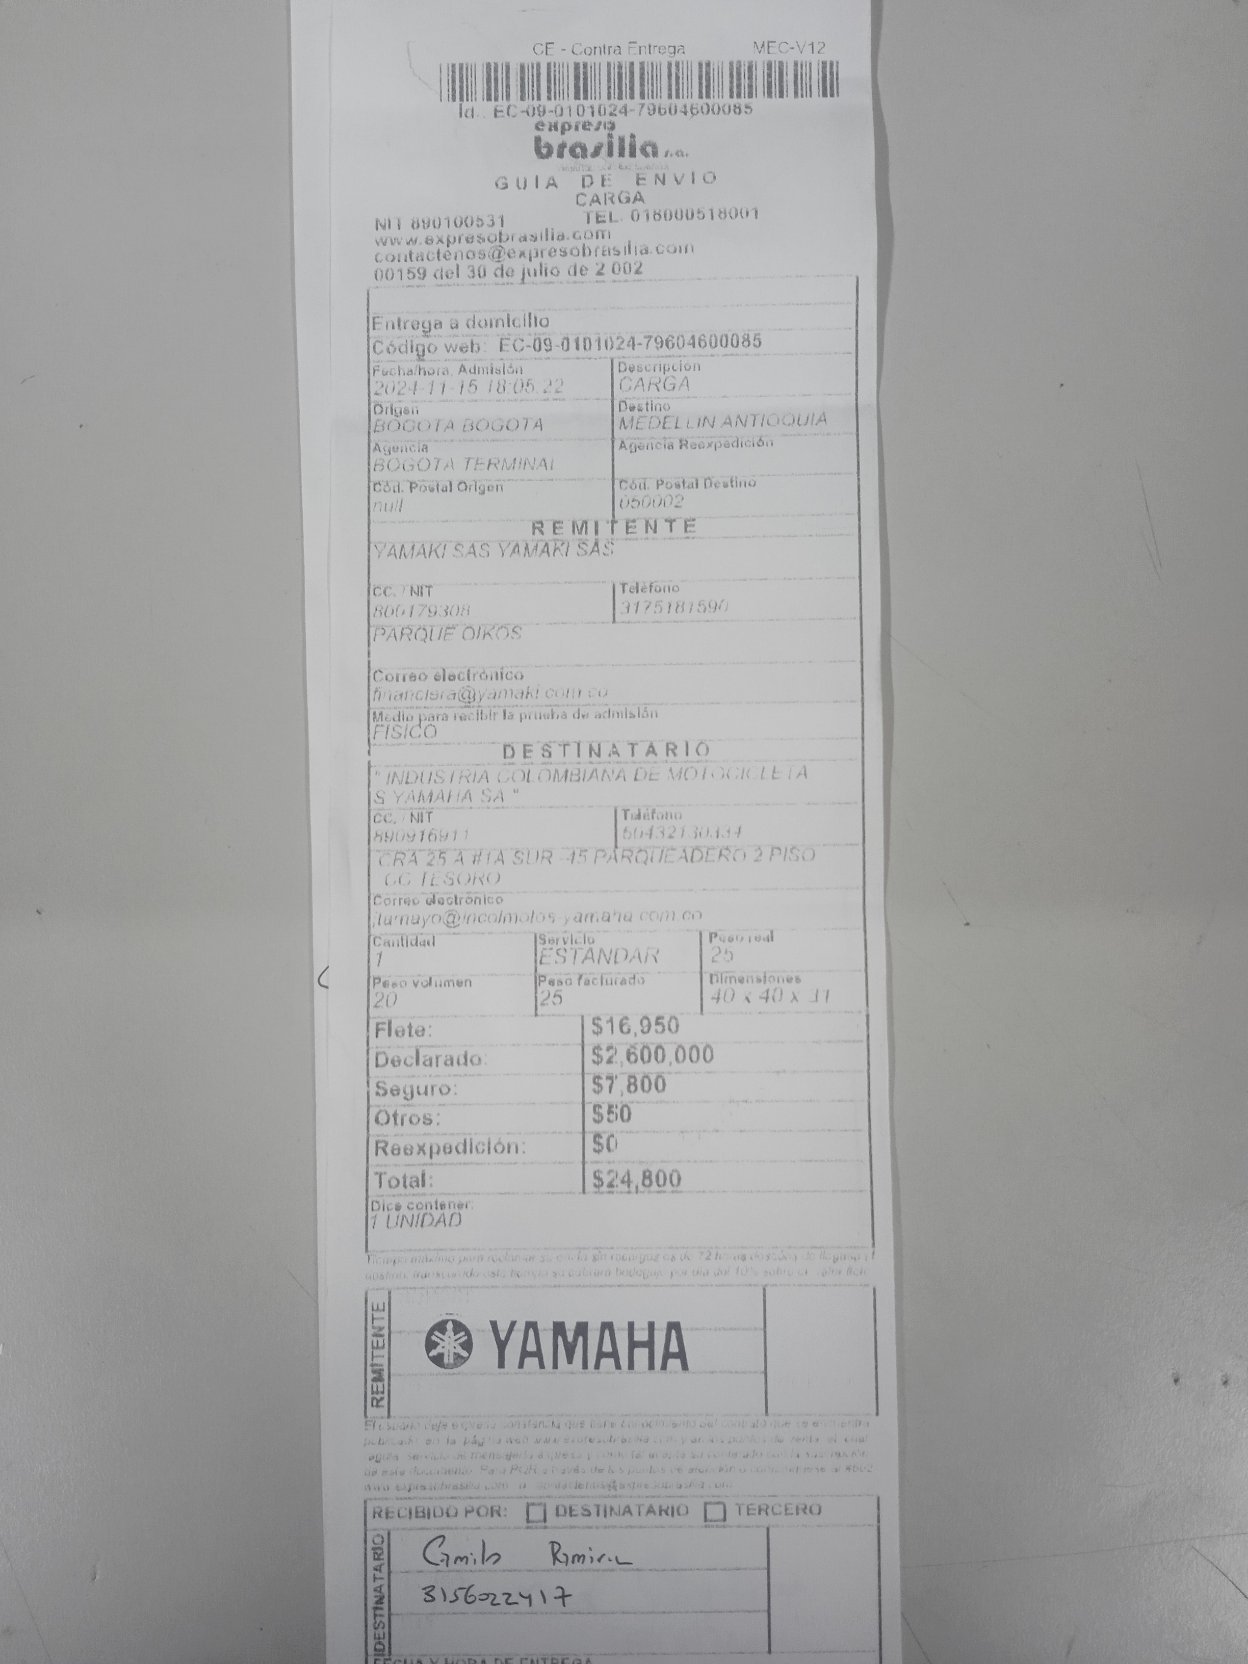 CE - Contra Entrega MEC-V12
Id.: EC-09-0101024-79604600085
expreso
brasilia s.a.
GUIA DE ENVIO
CARGA
NIT 890100531 TEL. 018000518001
www.expresobrasilia.com
contactenos@expresobrasilia.com
00159 del 30 de julio de 2 002
Entrega a domicilio
Código web: EC-09-0101024-79604600085
Fecha/hora, Admisión Descripción
2024-11-15 18:05:22 CARGA
Origen Destino
BOGOTA BOGOTA MEDELLIN ANTIOQUIA
Agencia Agencia Reexpedición
BOGOTA TERMINAL
Cód. Postal Origen Cód. Postal Destino
null 050002
REMITENTE
YAMAKI SAS YAMAKI SAS
CC. / NIT Teléfono
800179308 3175181590
PARQUE OIKOS
Correo electrónico
financiera@yamaki.com.co
Medio para recibir la prueba de admisión
FISICO
DESTINATARIO
" INDUSTRIA COLOMBIANA DE MOTOCICLETA
S YAMAHA SA "
CC. / NIT Teléfono
890916911
CRA 25 A #1A SUR -45 PARQUEADERO 2 PISO
CC TESORO
Correo electrónico
jtamayo@incolmotos-yamaha.com.co
Cantidad Servicio Peso real
1 ESTANDAR 25
Peso volumen Peso facturado Dimensiones
20 25 40 x 40 x 31
Flete: $16,950
Declarado: $2,600,000
Seguro: $7,800
Otros: $50
Reexpedición: $0
Total: $24,800
Dice contener:
1 UNIDAD
REMITENTE
YAMAHA
RECIBIDO POR: DESTINATARIO TERCERO
DESTINATARIO
Camilo Ramirez
3156022417
FECHA Y HORA DE ENTREGA